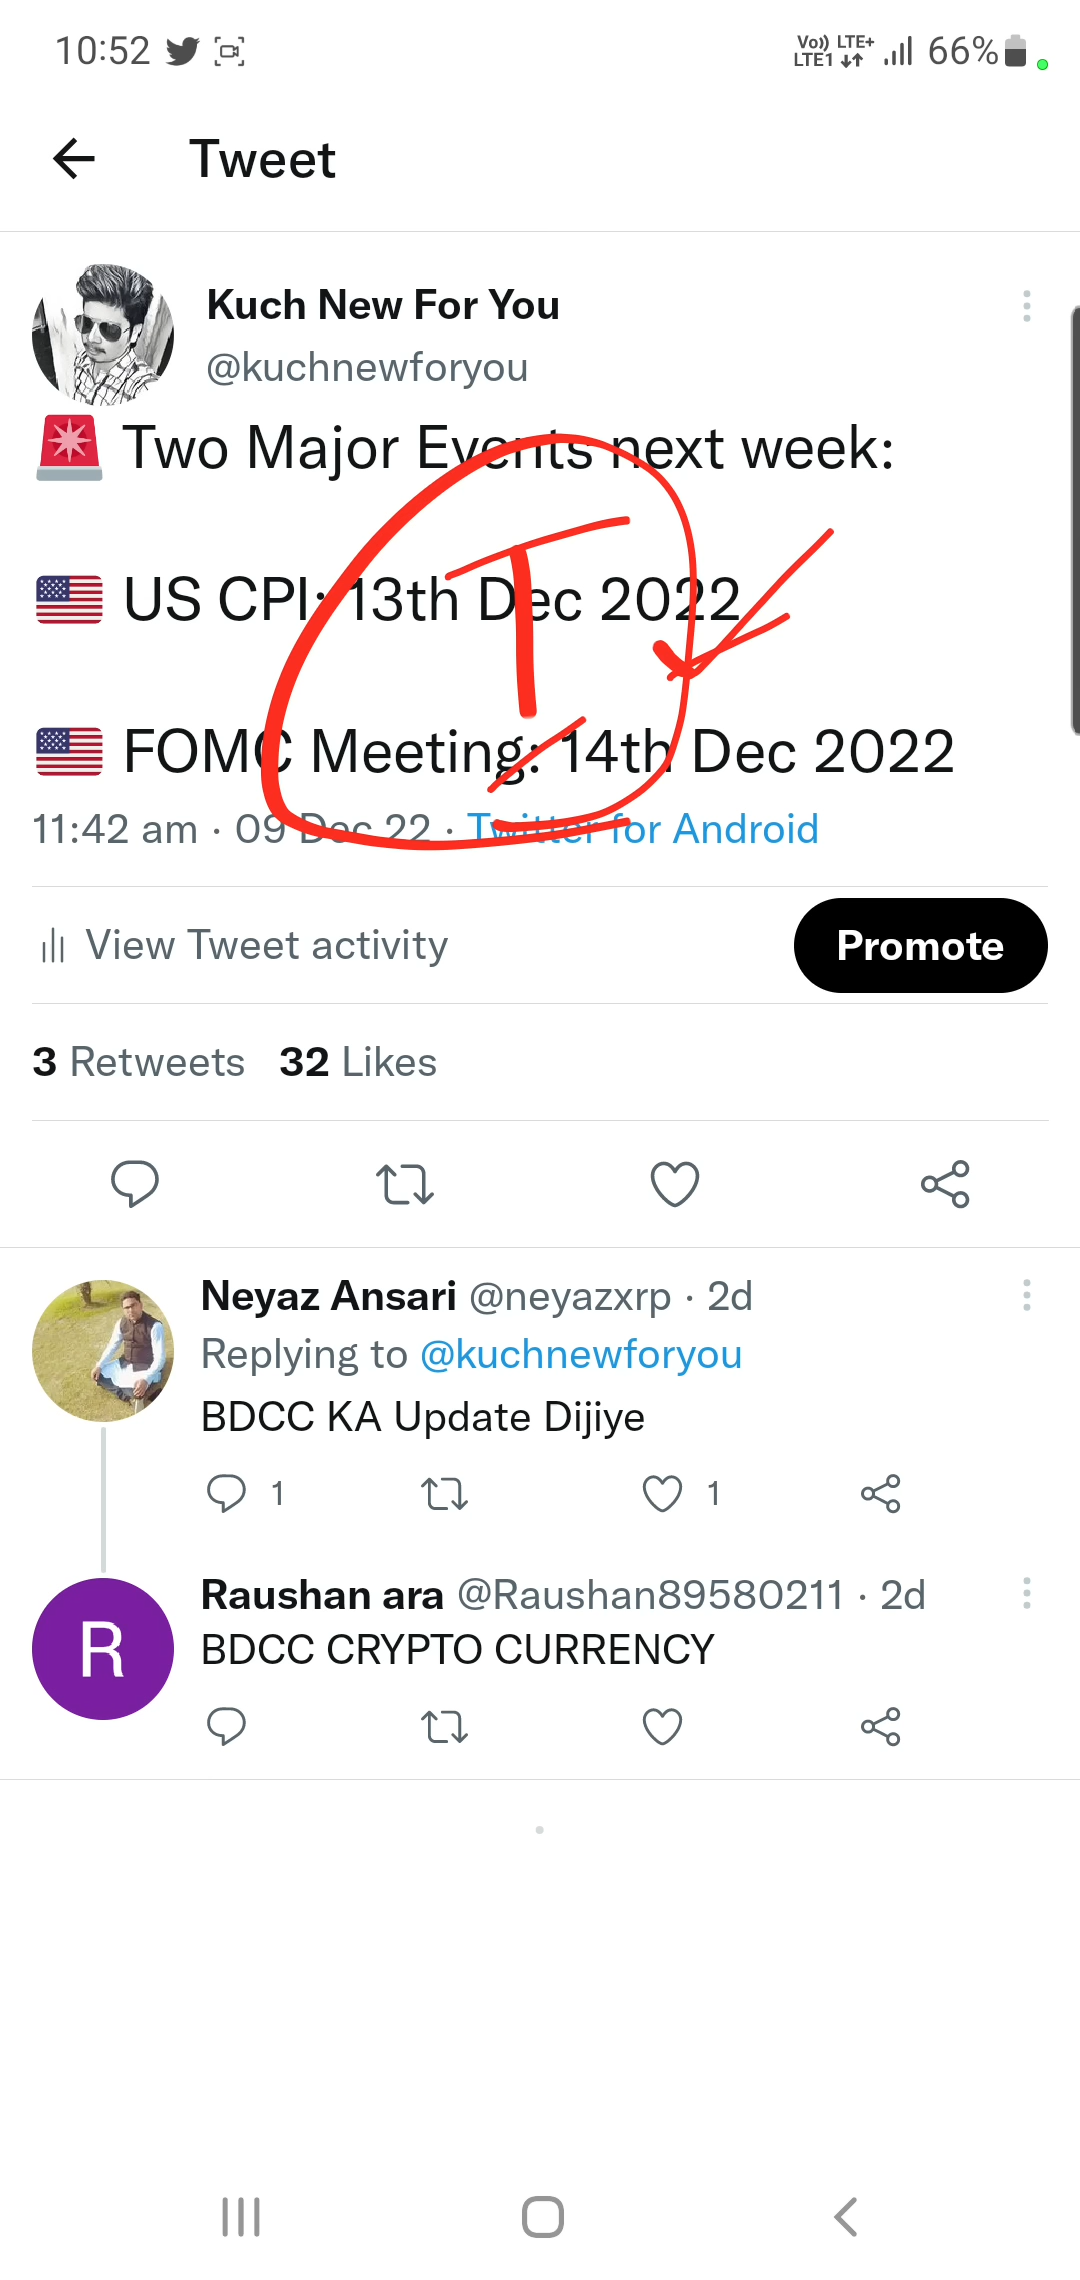 10:52
Vo)) LTE+
LTE1
66%
Tweet
Kuch New For You
@kuchnewforyou
Two Major Events next week:
US CPI: 13th Dec 2022
FOMC Meeting: 14th Dec 2022
11:42 am · 09 Dec 22 · Twitter for Android
View Tweet activity
Promote
3 Retweets 32 Likes
Neyaz Ansari @neyazxrp · 2d
Replying to @kuchnewforyou
BDCC KA Update Dijiye
1 1
Raushan ara @Raushan89580211 · 2d
R
BDCC CRYPTO CURRENCY